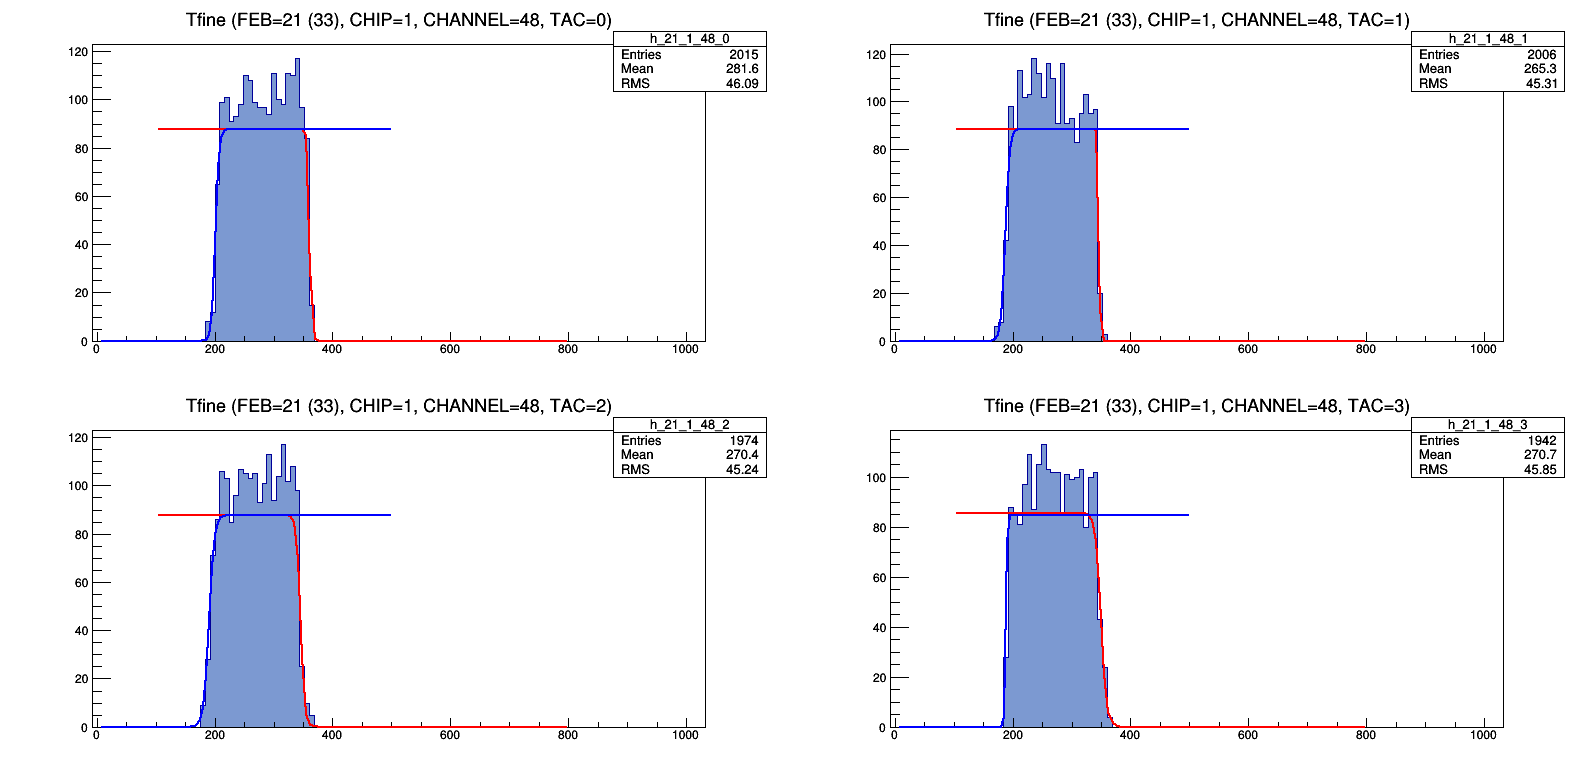 Tfine (FEB=21 (33), CHIP=1, CHANNEL=48, TAC=0)
h_21_1_48_0
Entries 2015
Mean 281.6
RMS 46.09
120
100
80
60
40
20
0
0 200 400 600 800 1000
Tfine (FEB=21 (33), CHIP=1, CHANNEL=48, TAC=1)
h_21_1_48_1
Entries 2006
Mean 265.3
RMS 45.31
120
100
80
60
40
20
0
0 200 400 600 800 1000
Tfine (FEB=21 (33), CHIP=1, CHANNEL=48, TAC=2)
h_21_1_48_2
Entries 1974
Mean 270.4
RMS 45.24
120
100
80
60
40
20
0
0 200 400 600 800 1000
Tfine (FEB=21 (33), CHIP=1, CHANNEL=48, TAC=3)
h_21_1_48_3
Entries 1942
Mean 270.7
RMS 45.85
100
80
60
40
20
0
0 200 400 600 800 1000